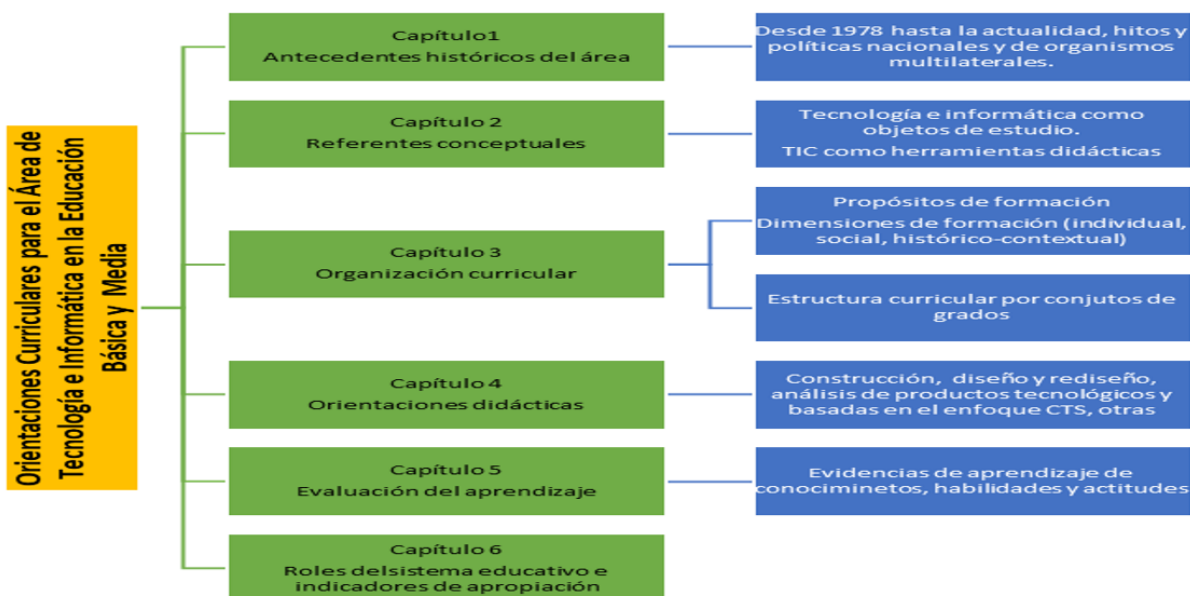 Orientaciones Curriculares para el Área de
Tecnología e Informática en la Educación
Básica y Media
Capítulo1
Antecedentes históricos del área
Desde 1978 hasta la actualidad, hitos y
políticas nacionales y de organismos
multilaterales.
Capítulo 2
Referentes conceptuales
Tecnología e informática como
objetos de estudio.
TIC como herramientas didácticas
Capítulo 3
Organización curricular
Propósitos de formación
Dimensiones de formación (individual,
social, histórico-contextual)
Estructura curricular por conjutos de
grados
Capítulo 4
Orientaciones didácticas
Construcción, diseño y rediseño,
análisis de productos tecnológicos y
basadas en el enfoque CTS, otras
Capítulo 5
Evaluación del aprendizaje
Evidencias de aprendizaje de
conociminetos, habilidades y actitudes
Capítulo 6
Roles delsistema educativo e
indicadores de apropiación